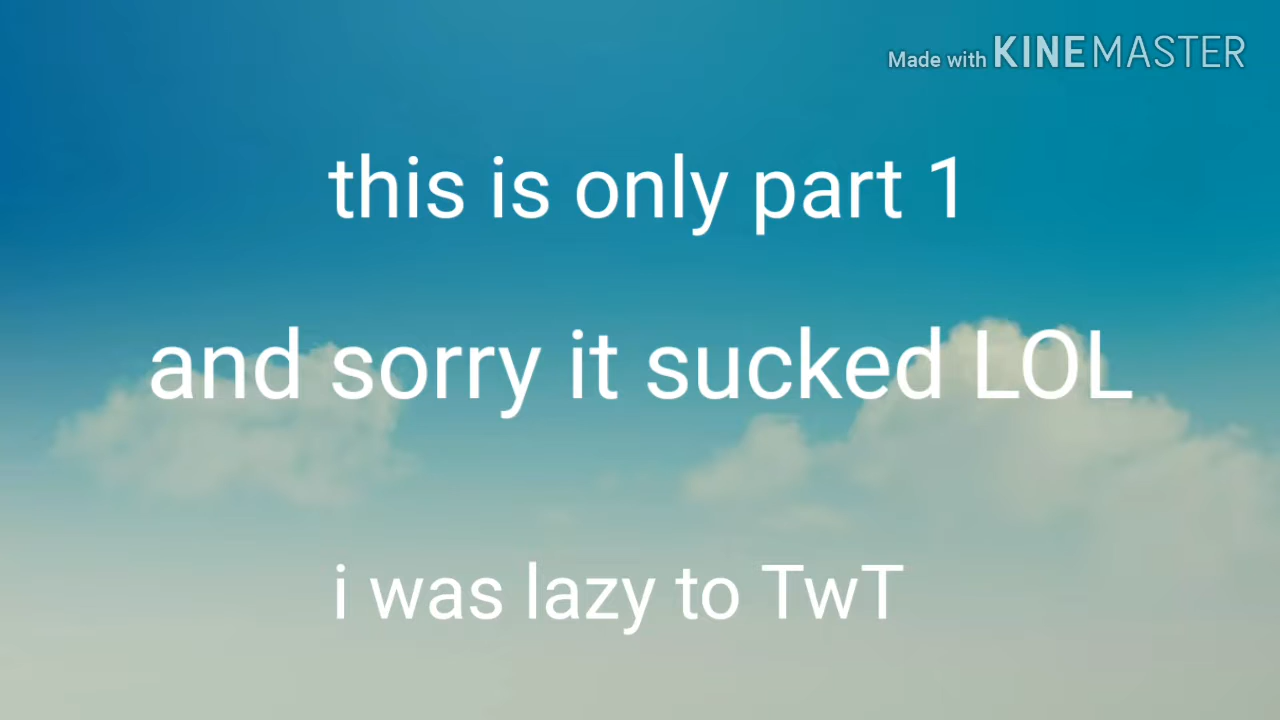 Made with KINEMASTER
this is only part 1
and sorry it sucked LOL
i was lazy to TwT